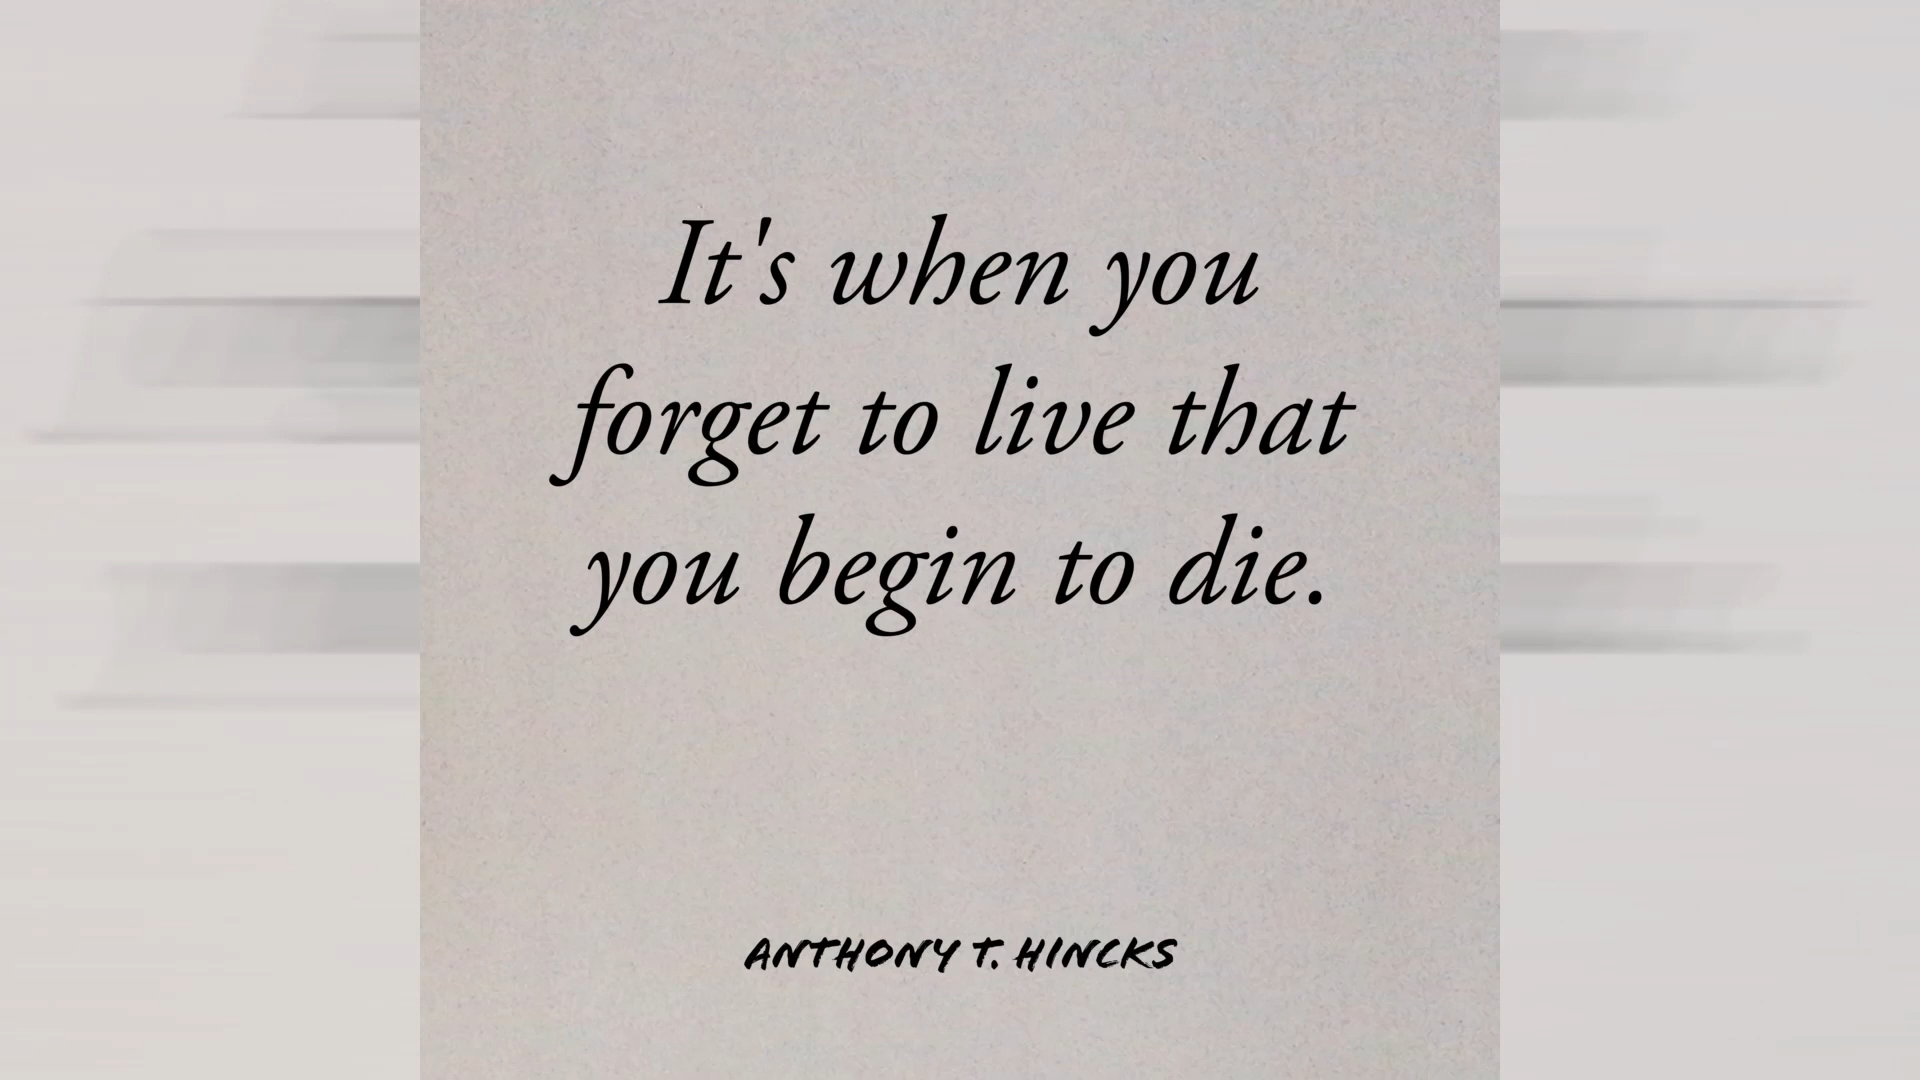 It's when you
forget to live that
you begin to die.
ANTHONY T. HINCKS